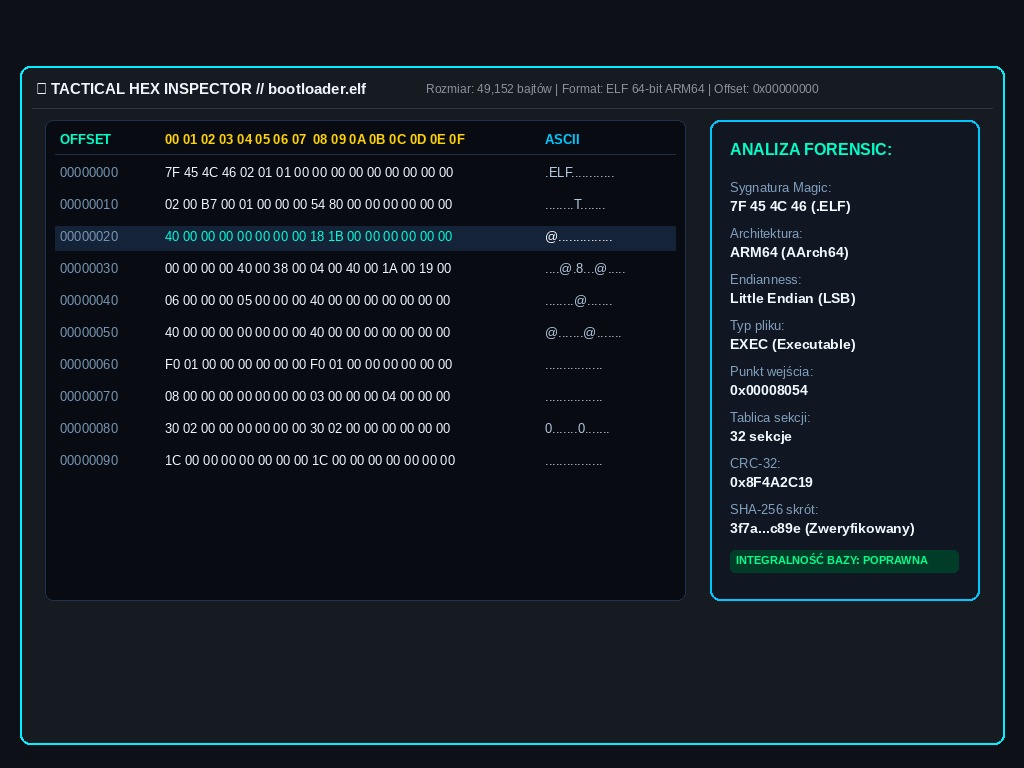 TACTICAL HEX INSPECTOR // bootloader.elf
Rozmiar: 49,152 bajtów | Format: ELF 64-bit ARM64 | Offset: 0x00000000
OFFSET 00 01 02 03 04 05 06 07 08 09 0A 0B 0C 0D 0E 0F ASCII
00000000 7F 45 4C 46 02 01 01 00 00 00 00 00 00 00 00 00 .ELF............
00000010 02 00 B7 00 01 00 00 00 54 80 00 00 00 00 00 00 ........T.......
00000020 40 00 00 00 00 00 00 00 18 1B 00 00 00 00 00 00 @...............
00000030 00 00 00 00 40 00 38 00 04 00 40 00 1A 00 19 00 ....@.8...@.....
00000040 06 00 00 00 05 00 00 00 40 00 00 00 00 00 00 00 ........@.......
00000050 40 00 00 00 00 00 00 00 40 00 00 00 00 00 00 00 @.......@.......
00000060 F0 01 00 00 00 00 00 00 F0 01 00 00 00 00 00 00 ................
00000070 08 00 00 00 00 00 00 00 03 00 00 00 04 00 00 00 ................
00000080 30 02 00 00 00 00 00 00 30 02 00 00 00 00 00 00 0.......0.......
00000090 1C 00 00 00 00 00 00 00 1C 00 00 00 00 00 00 00 ................
ANALIZA FORENSIC:
Sygnatura Magic:
7F 45 4C 46 (.ELF)
Architektura:
ARM64 (AArch64)
Endianness:
Little Endian (LSB)
Typ pliku:
EXEC (Executable)
Punkt wejścia:
0x00008054
Tablica sekcji:
32 sekcje
CRC-32:
0x8F4A2C19
SHA-256 skrót:
3f7a...c89e (Zweryfikowany)
INTEGRALNOŚĆ BAZY: POPRAWNA